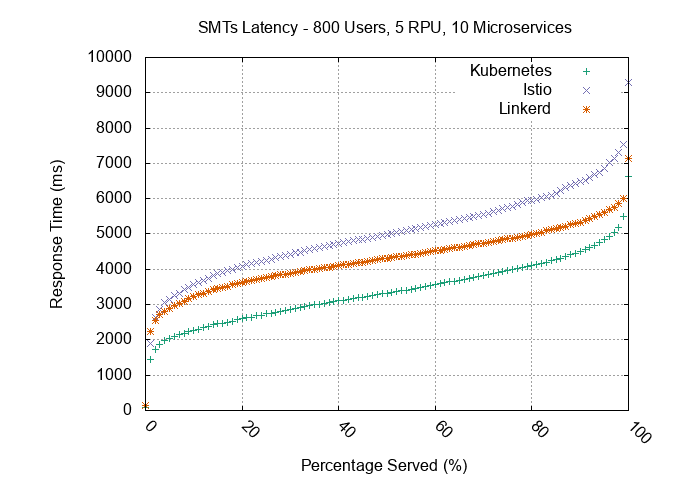 SMTs Latency - 800 Users, 5 RPU, 10 Microservices
10000
9000
8000
7000
6000
5000
4000
3000
2000
1000
0
Response Time (ms)
Kubernetes
Istio
Linkerd
0
20
40
60
80
100
Percentage Served (%)